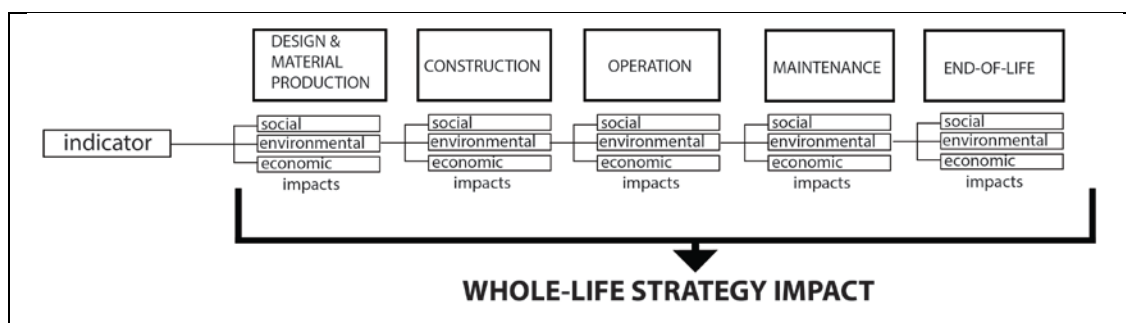 DESIGN &
MATERIAL
PRODUCTION
CONSTRUCTION
OPERATION
MAINTENANCE
END-OF-LIFE
indicator
social
environmental
economic
impacts
social
environmental
economic
impacts
social
environmental
economic
impacts
social
environmental
economic
impacts
social
environmental
economic
impacts
WHOLE-LIFE STRATEGY IMPACT